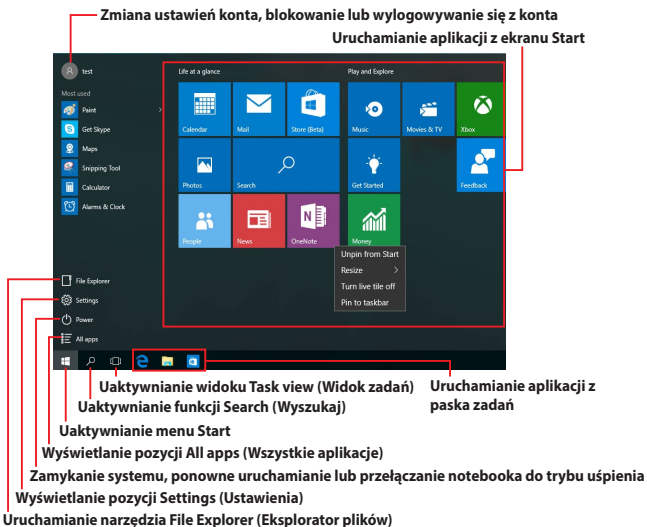 Zmiana ustawień konta, blokowanie lub wylogowywanie się z konta
Uruchamianie aplikacji z ekranu Start
test
Most used
Paint
Get Skype
Maps
Snipping Tool
Calculator
Alarms & Clock
File Explorer
Settings
Power
All apps
Life at a glance
Play and Explore
Calendar
Mail
Store (Beta)
Music
Movies & TV
Xbox
Photos
Search
Get Started
Feedback
People
News
OneNote
Money
Unpin from Start
Resize
Turn live tile off
Pin to taskbar
Uaktywnianie widoku Task view (Widok zadań)
Uruchamianie aplikacji z
paska zadań
Uaktywnianie funkcji Search (Wyszukaj)
Uaktywnianie menu Start
Wyświetlanie pozycji All apps (Wszystkie aplikacje)
Zamykanie systemu, ponowne uruchamianie lub przełączanie notebooka do trybu uśpienia
Wyświetlanie pozycji Settings (Ustawienia)
Uruchamianie narzędzia File Explorer (Eksplorator plików)